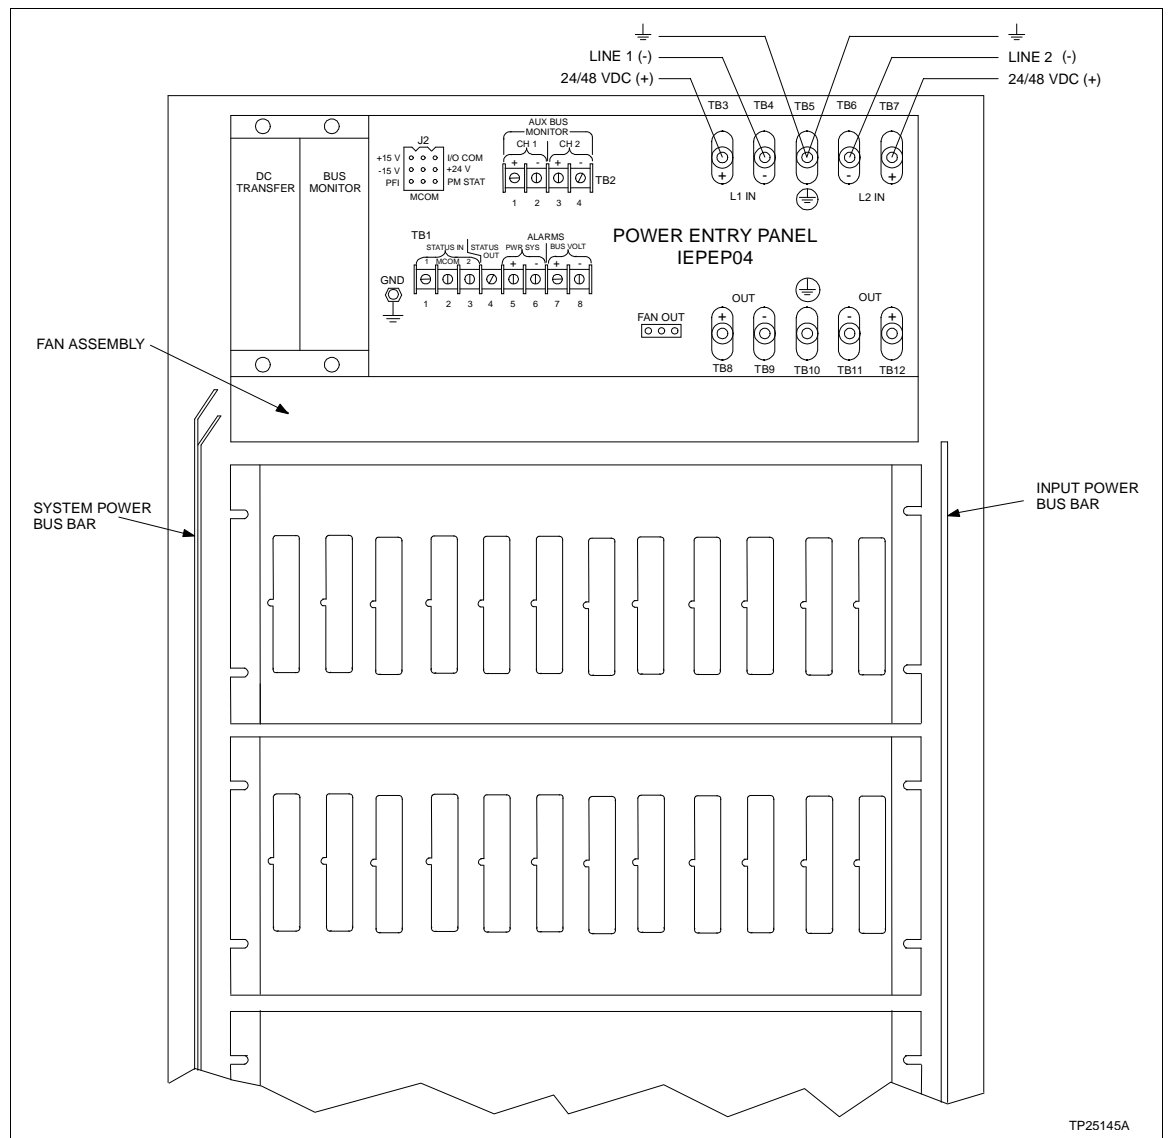 LINE 1 (-)
LINE 2 (-)
24/48 VDC (+)
24/48 VDC (+)
TB3 TB4 TB5 TB6 TB7
+ - - +
L1 IN L2 IN
DC
TRANSFER
BUS
MONITOR
J2
+15 V I/O COM
-15 V +24 V
PFI PM STAT
MCOM
AUX BUS
MONITOR
CH 1 CH 2
+ - + -
TB2
1 2 3 4
POWER ENTRY PANEL
IEPEP04
TB1
STATUS IN STATUS
OUT
1 MCOM 2
ALARMS
PWR SYS BUS VOLT
+ - + -
1 2 3 4 5 6 7 8
GND
FAN OUT
OUT OUT
+ - - +
TB8 TB9 TB10 TB11 TB12
FAN ASSEMBLY
SYSTEM POWER
BUS BAR
INPUT POWER
BUS BAR
TP25145A